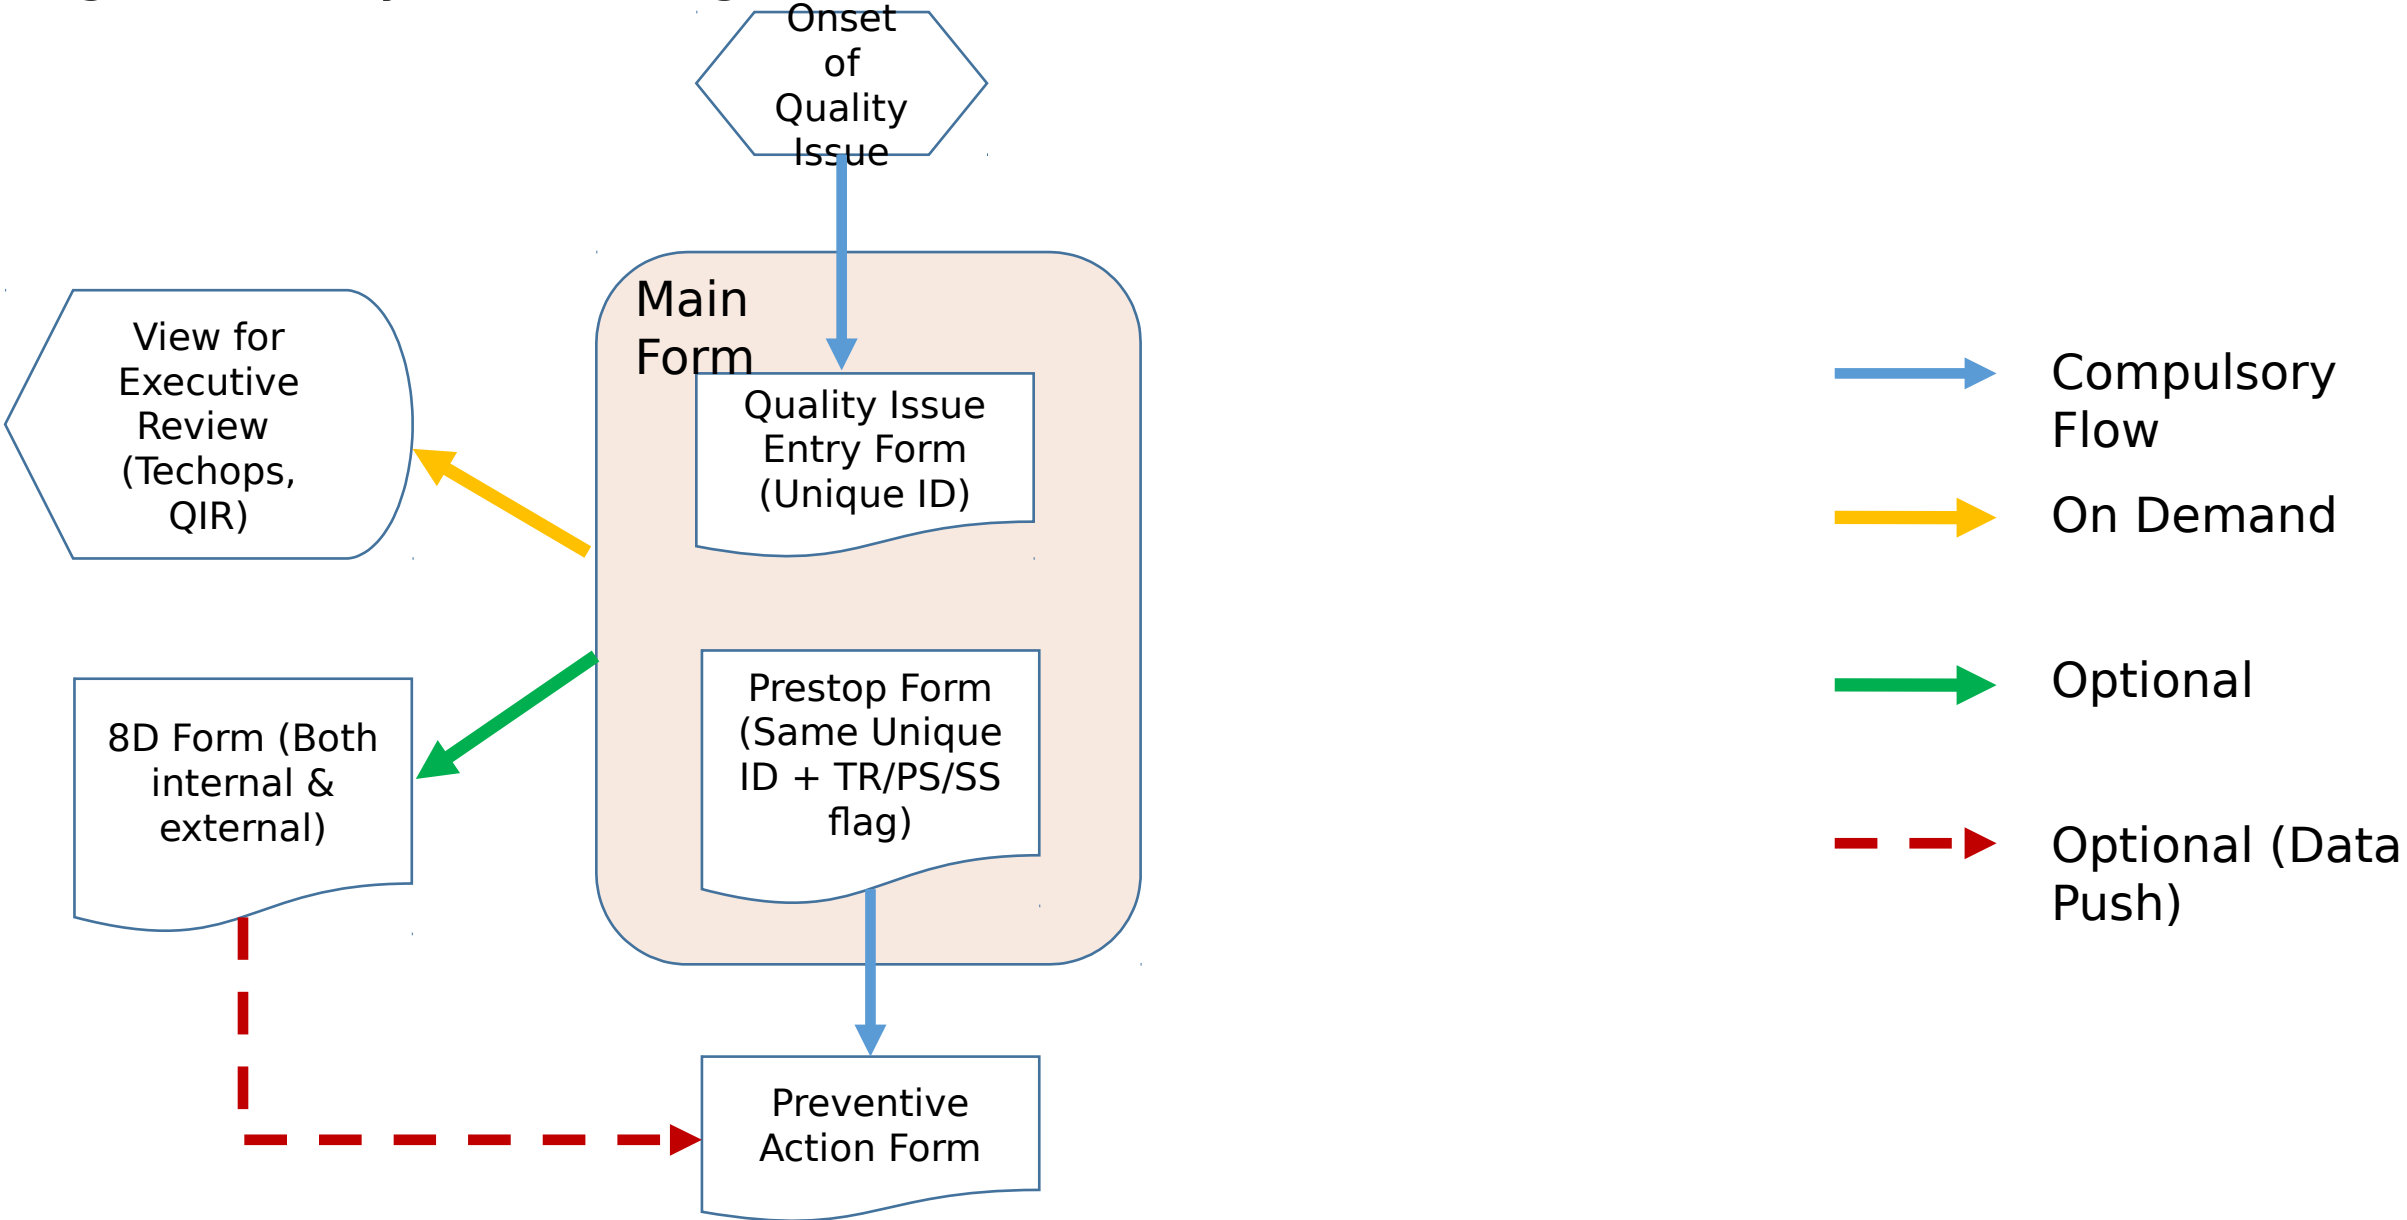 Onset
of
Quality
Issue
Main
Form
View for
Executive
Review
(Techops,
QIR)
Quality Issue
Entry Form
(Unique ID)
Prestop Form
(Same Unique
ID + TR/PS/SS
flag)
8D Form (Both
internal &
external)
Preventive
Action Form
Compulsory
Flow
On Demand
Optional
Optional (Data
Push)